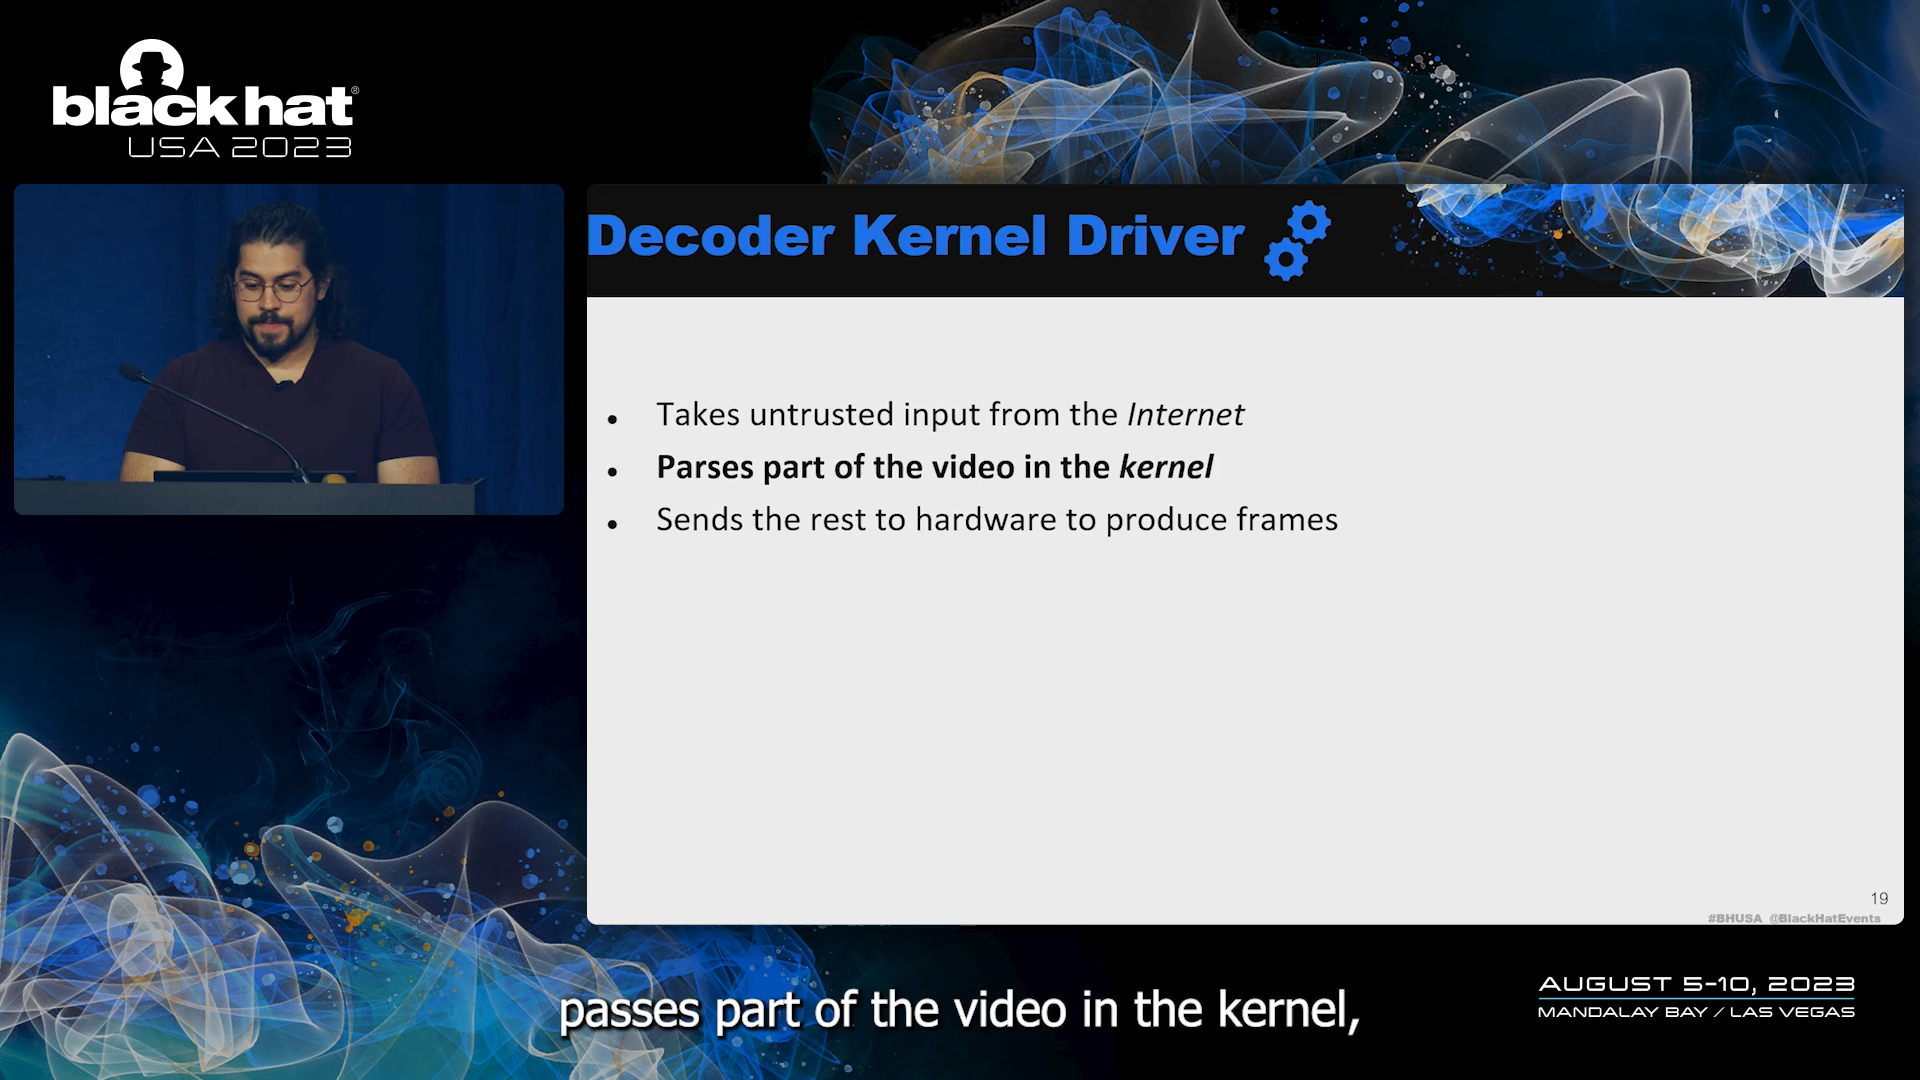 blackhat®
USA 2023
Decoder Kernel Driver
• Takes untrusted input from the Internet
• Parses part of the video in the kernel
• Sends the rest to hardware to produce frames
19
#BHUSA @BlackHatEvents
passes part of the video in the kernel,
AUGUST 5-10, 2023
MANDALAY BAY / LAS VEGAS